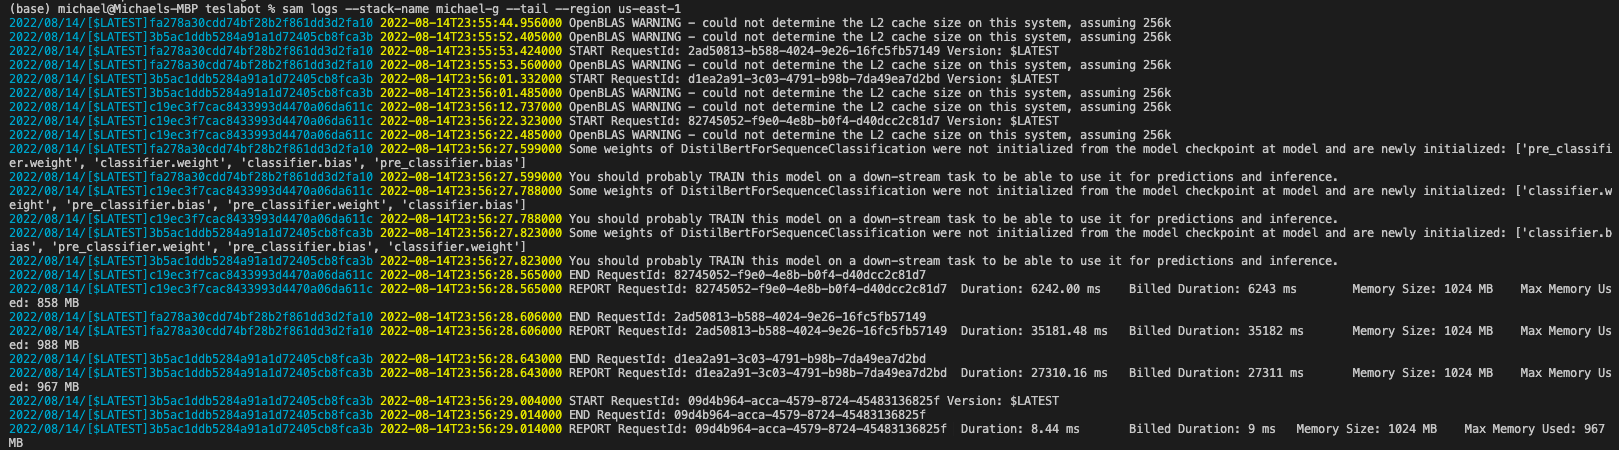 (base) michael@Michaels-MBP teslabot % sam logs --stack-name michael-g --tail --region us-east-1
2022/08/14/[$LATEST]fa278a30cdd74bf28b2f861dd3d2fa10 2022-08-14T23:55:44.956000 OpenBLAS WARNING - could not determine the L2 cache size on this system, assuming 256k
2022/08/14/[$LATEST]3b5ac1ddb5284a91a1d72405cb8fca3b 2022-08-14T23:55:52.405000 OpenBLAS WARNING - could not determine the L2 cache size on this system, assuming 256k
2022/08/14/[$LATEST]fa278a30cdd74bf28b2f861dd3d2fa10 2022-08-14T23:55:53.424000 START RequestId: 2ad50813-b588-4024-9e26-16fc5fb57149 Version: $LATEST
2022/08/14/[$LATEST]fa278a30cdd74bf28b2f861dd3d2fa10 2022-08-14T23:55:53.560000 OpenBLAS WARNING - could not determine the L2 cache size on this system, assuming 256k
2022/08/14/[$LATEST]3b5ac1ddb5284a91a1d72405cb8fca3b 2022-08-14T23:56:01.332000 START RequestId: d1ea2a91-3c03-4791-b98b-7da49ea7d2bd Version: $LATEST
2022/08/14/[$LATEST]3b5ac1ddb5284a91a1d72405cb8fca3b 2022-08-14T23:56:01.485000 OpenBLAS WARNING - could not determine the L2 cache size on this system, assuming 256k
2022/08/14/[$LATEST]c19ec3f7cac8433993d4470a06da611c 2022-08-14T23:56:12.737000 OpenBLAS WARNING - could not determine the L2 cache size on this system, assuming 256k
2022/08/14/[$LATEST]c19ec3f7cac8433993d4470a06da611c 2022-08-14T23:56:22.323000 START RequestId: 82745052-f9e0-4e8b-b0f4-d40dcc2c81d7 Version: $LATEST
2022/08/14/[$LATEST]c19ec3f7cac8433993d4470a06da611c 2022-08-14T23:56:22.485000 OpenBLAS WARNING - could not determine the L2 cache size on this system, assuming 256k
2022/08/14/[$LATEST]fa278a30cdd74bf28b2f861dd3d2fa10 2022-08-14T23:56:27.599000 Some weights of DistilBertForSequenceClassification were not initialized from the model checkpoint at model and are newly initialized: ['pre_classifi
er.weight', 'classifier.weight', 'classifier.bias', 'pre_classifier.bias']
2022/08/14/[$LATEST]fa278a30cdd74bf28b2f861dd3d2fa10 2022-08-14T23:56:27.599000 You should probably TRAIN this model on a down-stream task to be able to use it for predictions and inference.
2022/08/14/[$LATEST]c19ec3f7cac8433993d4470a06da611c 2022-08-14T23:56:27.788000 Some weights of DistilBertForSequenceClassification were not initialized from the model checkpoint at model and are newly initialized: ['classifier.w
eight', 'pre_classifier.bias', 'pre_classifier.weight', 'classifier.bias']
2022/08/14/[$LATEST]c19ec3f7cac8433993d4470a06da611c 2022-08-14T23:56:27.788000 You should probably TRAIN this model on a down-stream task to be able to use it for predictions and inference.
2022/08/14/[$LATEST]3b5ac1ddb5284a91a1d72405cb8fca3b 2022-08-14T23:56:27.823000 Some weights of DistilBertForSequenceClassification were not initialized from the model checkpoint at model and are newly initialized: ['classifier.b
ias', 'pre_classifier.weight', 'pre_classifier.bias', 'classifier.weight']
2022/08/14/[$LATEST]3b5ac1ddb5284a91a1d72405cb8fca3b 2022-08-14T23:56:27.823000 You should probably TRAIN this model on a down-stream task to be able to use it for predictions and inference.
2022/08/14/[$LATEST]c19ec3f7cac8433993d4470a06da611c 2022-08-14T23:56:28.565000 END RequestId: 82745052-f9e0-4e8b-b0f4-d40dcc2c81d7
2022/08/14/[$LATEST]c19ec3f7cac8433993d4470a06da611c 2022-08-14T23:56:28.565000 REPORT RequestId: 82745052-f9e0-4e8b-b0f4-d40dcc2c81d7 Duration: 6242.00 ms Billed Duration: 6243 ms Memory Size: 1024 MB Max Memory Us
ed: 858 MB
2022/08/14/[$LATEST]fa278a30cdd74bf28b2f861dd3d2fa10 2022-08-14T23:56:28.606000 END RequestId: 2ad50813-b588-4024-9e26-16fc5fb57149
2022/08/14/[$LATEST]fa278a30cdd74bf28b2f861dd3d2fa10 2022-08-14T23:56:28.606000 REPORT RequestId: 2ad50813-b588-4024-9e26-16fc5fb57149 Duration: 35181.48 ms Billed Duration: 35182 ms Memory Size: 1024 MB Max Memory Us
ed: 988 MB
2022/08/14/[$LATEST]3b5ac1ddb5284a91a1d72405cb8fca3b 2022-08-14T23:56:28.643000 END RequestId: d1ea2a91-3c03-4791-b98b-7da49ea7d2bd
2022/08/14/[$LATEST]3b5ac1ddb5284a91a1d72405cb8fca3b 2022-08-14T23:56:28.643000 REPORT RequestId: d1ea2a91-3c03-4791-b98b-7da49ea7d2bd Duration: 27310.16 ms Billed Duration: 27311 ms Memory Size: 1024 MB Max Memory Us
ed: 967 MB
2022/08/14/[$LATEST]3b5ac1ddb5284a91a1d72405cb8fca3b 2022-08-14T23:56:29.004000 START RequestId: 09d4b964-acca-4579-8724-45483136825f Version: $LATEST
2022/08/14/[$LATEST]3b5ac1ddb5284a91a1d72405cb8fca3b 2022-08-14T23:56:29.014000 END RequestId: 09d4b964-acca-4579-8724-45483136825f
2022/08/14/[$LATEST]3b5ac1ddb5284a91a1d72405cb8fca3b 2022-08-14T23:56:29.014000 REPORT RequestId: 09d4b964-acca-4579-8724-45483136825f Duration: 8.44 ms Billed Duration: 9 ms Memory Size: 1024 MB Max Memory Used: 967
MB